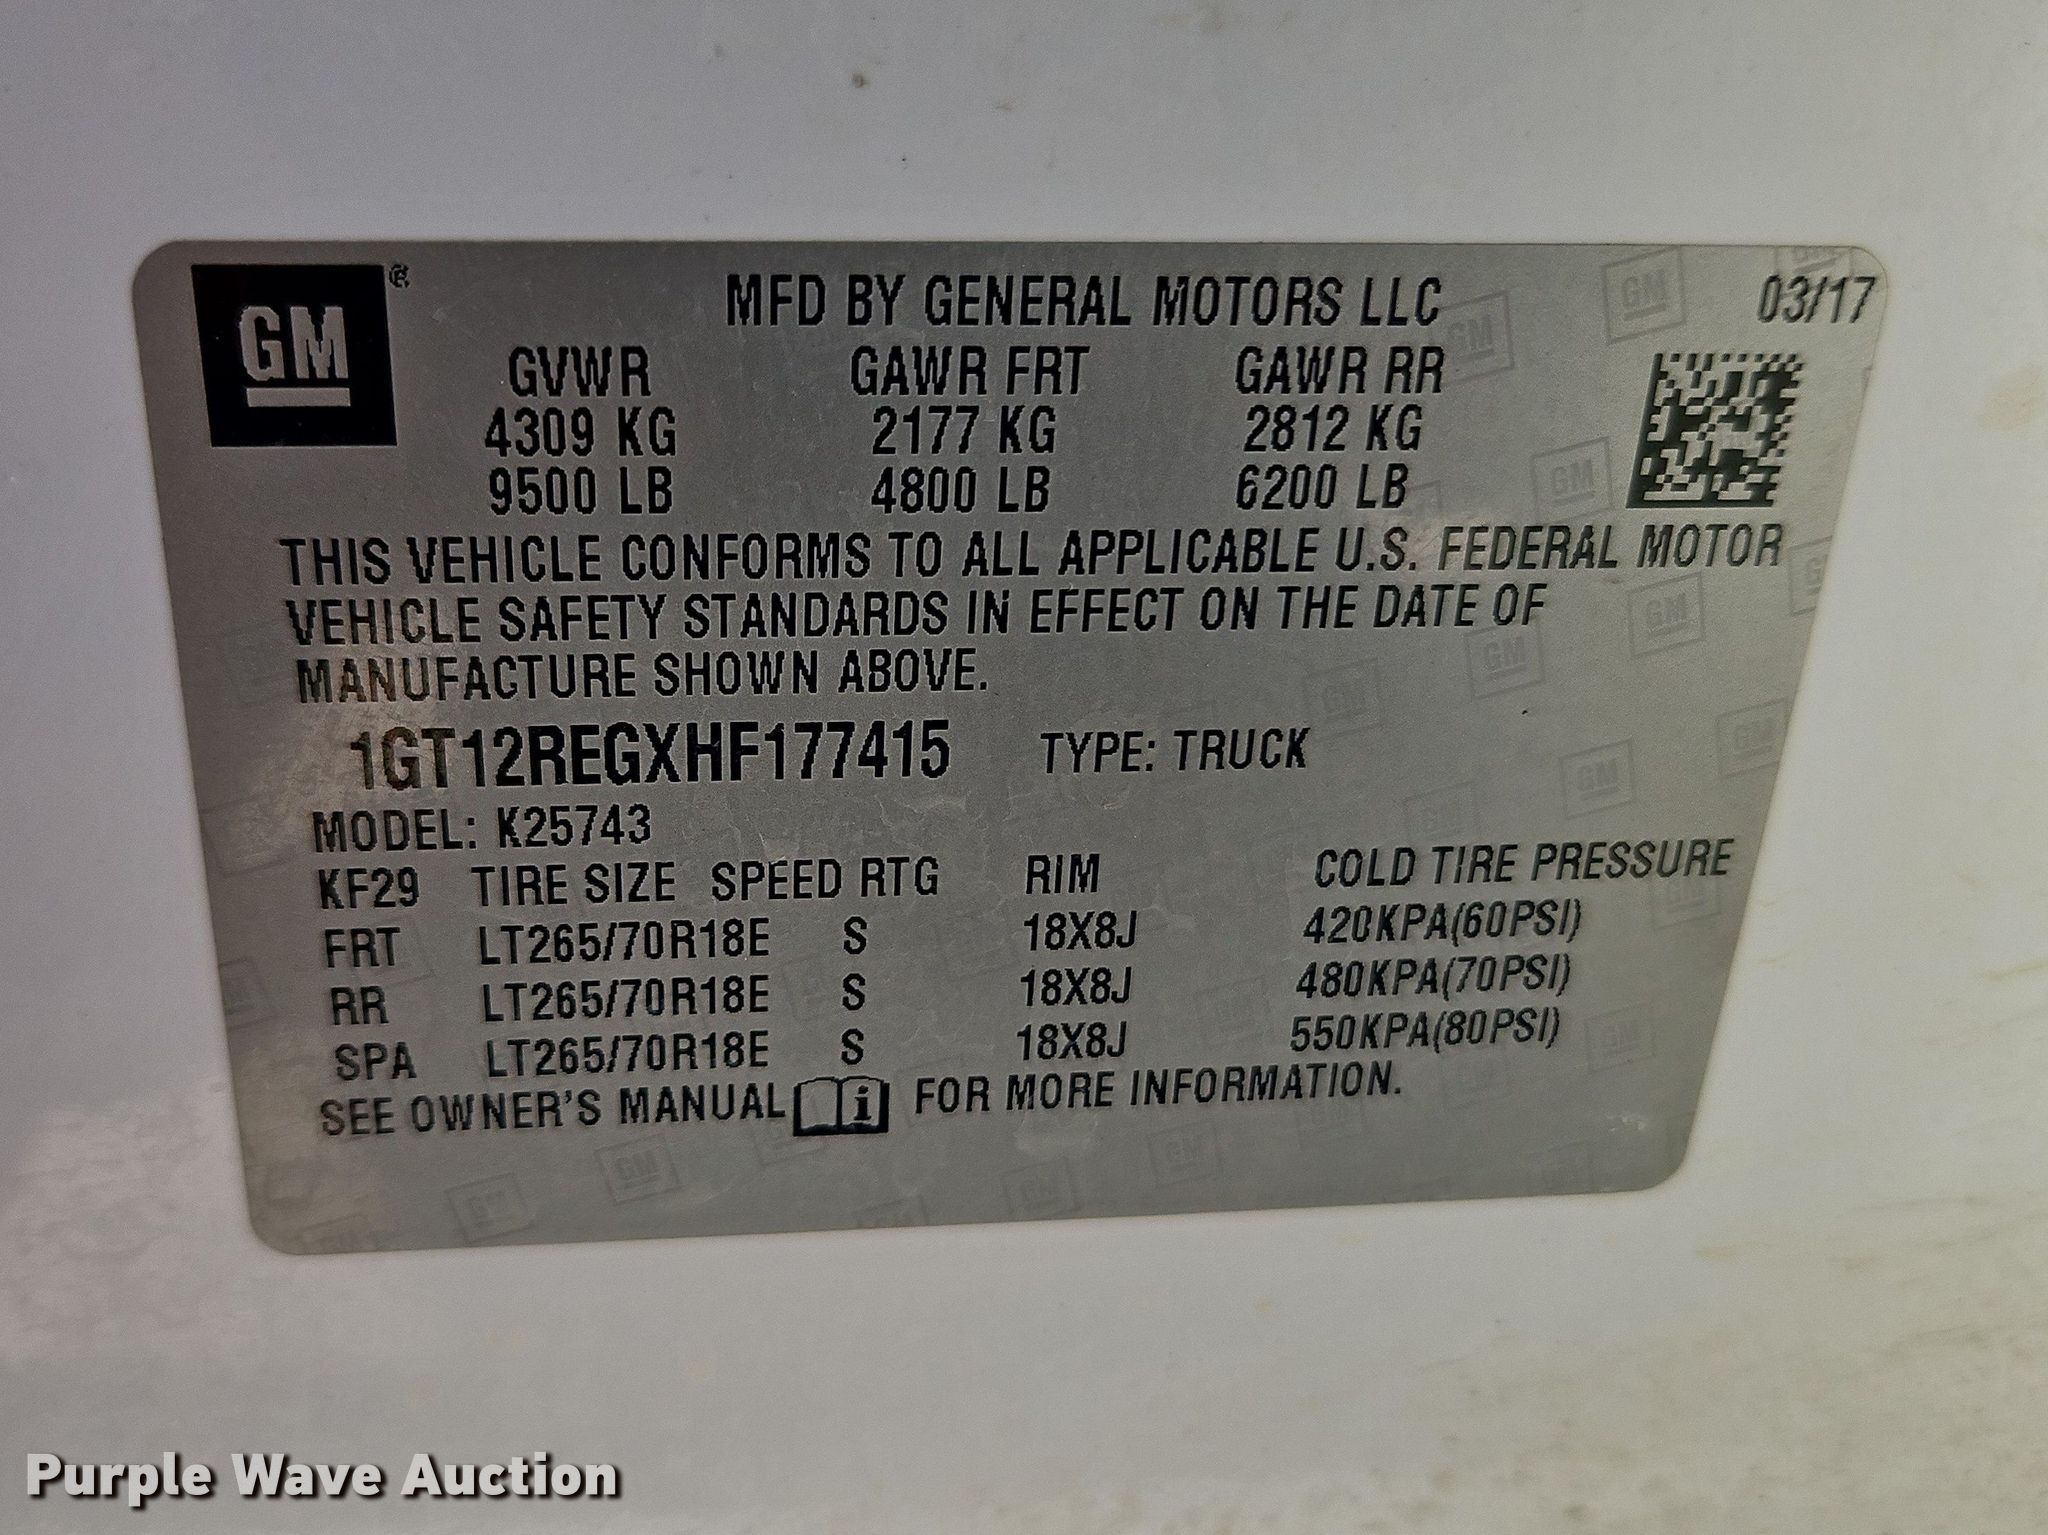 GM
MFD BY GENERAL MOTORS LLC 03/17
GVWR GAWR FRT GAWR RR
4309 KG 2177 KG 2812 KG
9500 LB 4800 LB 6200 LB
THIS VEHICLE CONFORMS TO ALL APPLICABLE U.S. FEDERAL MOTOR
VEHICLE SAFETY STANDARDS IN EFFECT ON THE DATE OF
MANUFACTURE SHOWN ABOVE.
1GT12REGXHF177415 TYPE: TRUCK
MODEL: K25743
KF29 TIRE SIZE SPEED RTG RIM COLD TIRE PRESSURE
FRT LT265/70R18E S 18X8J 420KPA(60PSI)
RR LT265/70R18E S 18X8J 480KPA(70PSI)
SPA LT265/70R18E S 18X8J 550KPA(80PSI)
SEE OWNER'S MANUAL i FOR MORE INFORMATION.
Purple Wave Auction